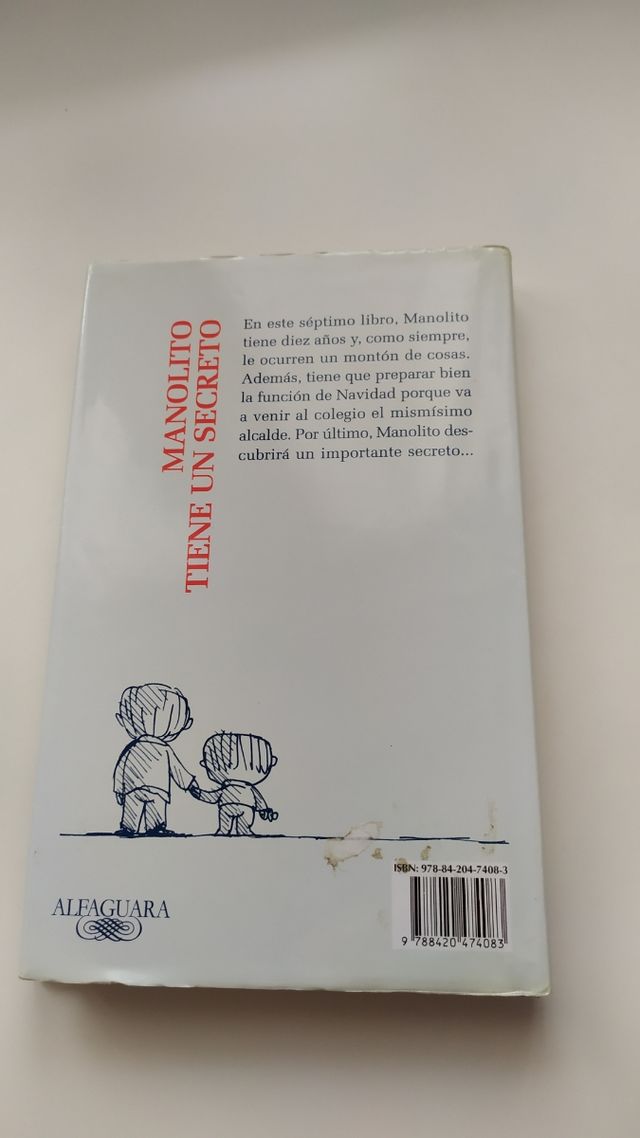 MANOLITO
TIENE UN SECRETO
En este séptimo libro, Manolito
tiene diez años y, como siempre,
le ocurren un montón de cosas.
Además, tiene que preparar bien
la función de Navidad porque va
a venir al colegio el mismísimo
alcalde. Por último, Manolito des-
cubrirá un importante secreto...
ALFAGUARA
ISBN: 978-84-204-7408-3
9 788420 474083